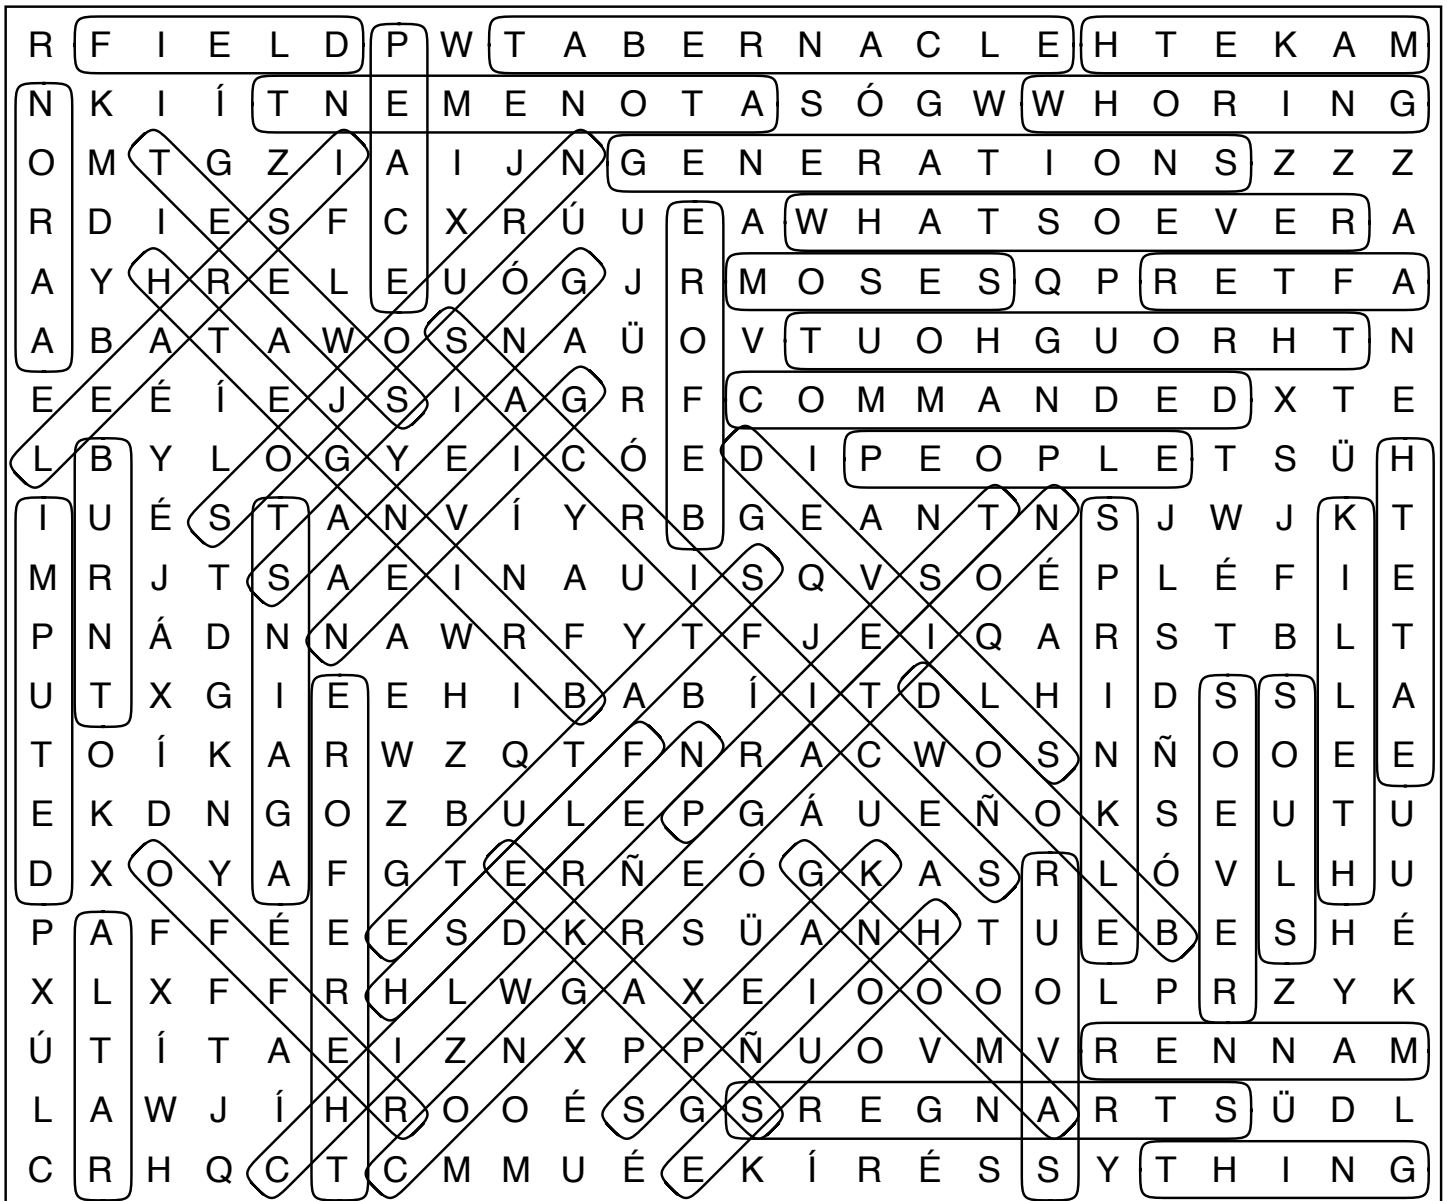 R F I E L D P W T A B E R N A C L E H T E K A M
N K I Í T N E M E N O T A S Ó G W W H O R I N G
O M T G Z I A I J N G E N E R A T I O N S Z Z Z
R D I E S F C X R Ú U E A W H A T S O E V E R A
A Y H R E L E U Ó G J R M O S E S Q P R E T F A
A B A T A W O S N A Ü O V T U O H G U O R H T N
E E É Í E J S I A G R F C O M M A N D E D X T E
L B Y L O G Y E I C Ó E D I P E O P L E T S Ü H
I U É S T A N V Í Y R B G E A N T N S J W J K T
M R J T S A E I N A U I S Q V S O É P L É F I E
P N Á D N N A W R F Y T F J E I Q A R S T B L T
U T X G I E E H I B A B Í I T D L H I D S S L A
T O Í K A R W Z Q T F N R A C W O S N Ñ O O E E
E K D N G O Z B U L E P G Á U E Ñ O K S E U T U
D X O Y A F G T E R Ñ E Ó G K A S R L Ó V L H U
P A F F É E E S D K R S Ü A N H T U E B E S H É
X L X F F R H L W G A X E I O O O O L P R Z Y K
Ú T Í T A E I Z N X P P Ñ U O V M V R E N N A M
L A W J Í H R O O É S G S R E G N A R T S Ü D L
C R H Q C T C M M U É E K Í R É S S Y T H I N G